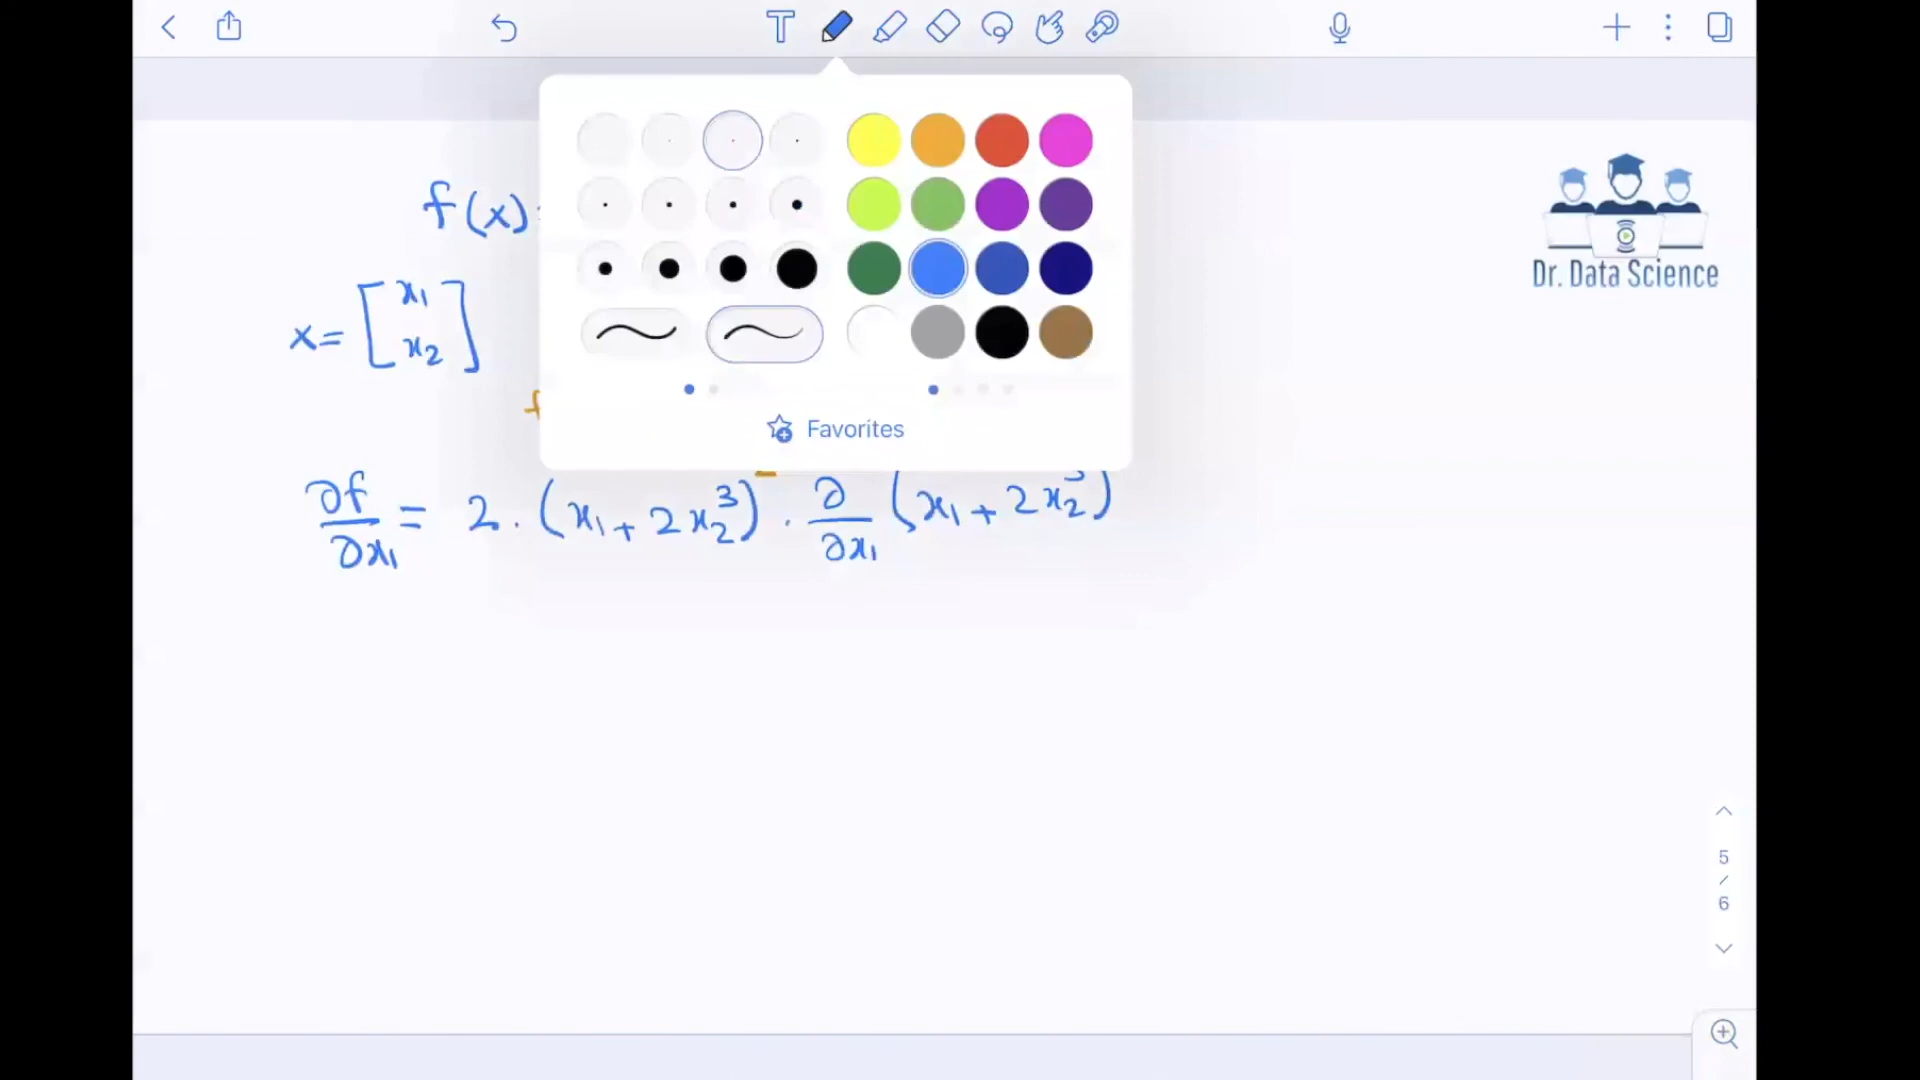 T
f(x)
Dr. Data Science
x = [x₁
x₂]
f
Favorites
∂f/∂x₁ = 2 . (x₁ + 2x₂³) . ∂/∂x₁ (x₁ + 2x₂³)
5
/
6